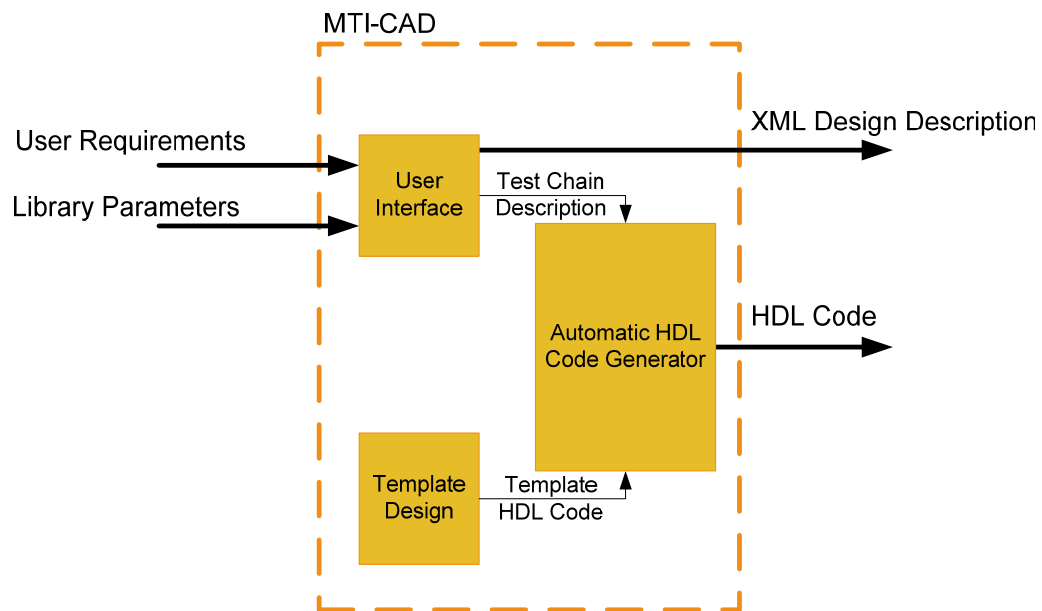 MTI-CAD
User Requirements
Library Parameters
User
Interface
XML Design Description
Test Chain
Description
Automatic HDL
Code Generator
HDL Code
Template
Design
Template
HDL Code